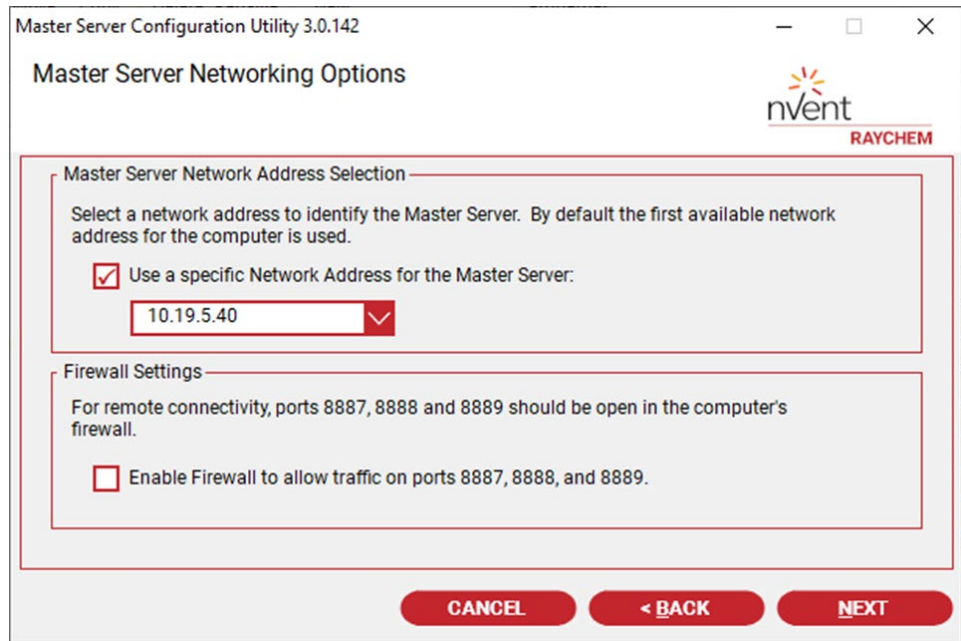 Master Server Configuration Utility 3.0.142
Master Server Networking Options
nvent
RAYCHEM
Master Server Network Address Selection
Select a network address to identify the Master Server. By default the first available network
address for the computer is used.
Use a specific Network Address for the Master Server:
10.19.5.40
Firewall Settings
For remote connectivity, ports 8887, 8888 and 8889 should be open in the computer's
firewall.
Enable Firewall to allow traffic on ports 8887, 8888, and 8889.
CANCEL
< BACK
NEXT